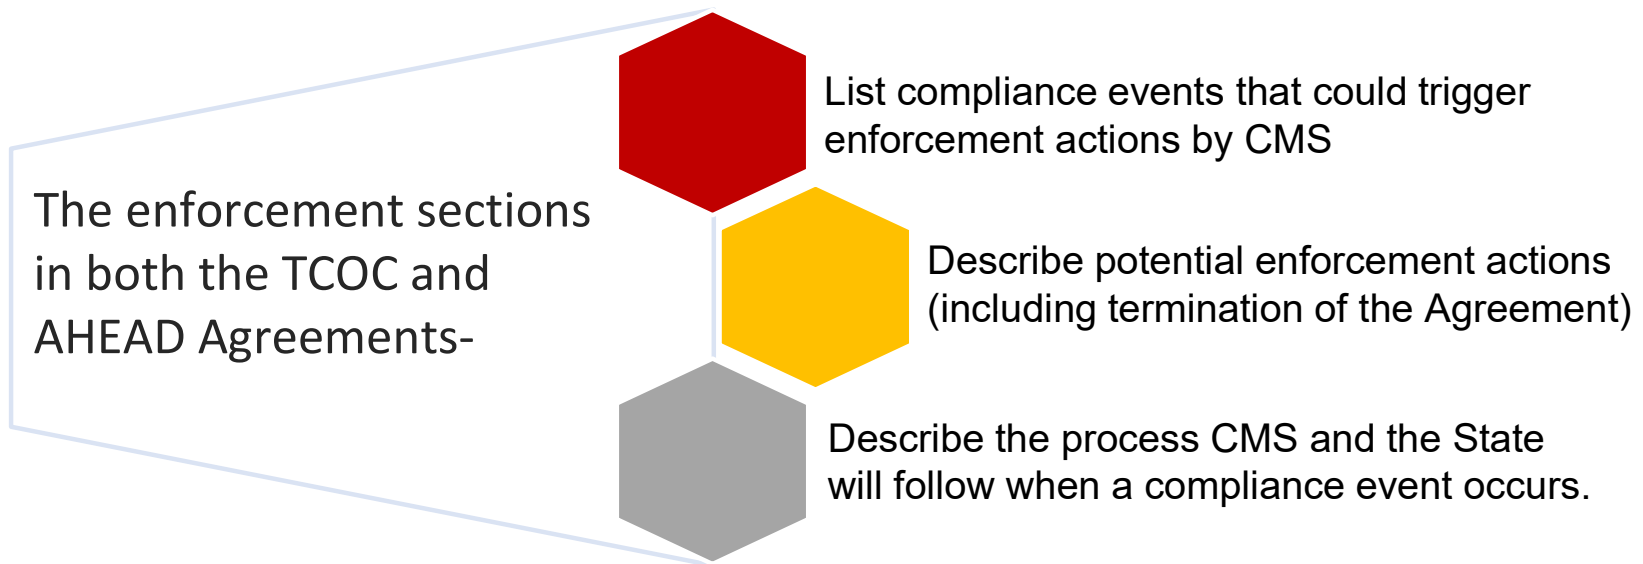 The enforcement sections
in both the TCOC and
AHEAD Agreements-
List compliance events that could trigger
enforcement actions by CMS
Describe potential enforcement actions
(including termination of the Agreement)
Describe the process CMS and the State
will follow when a compliance event occurs.